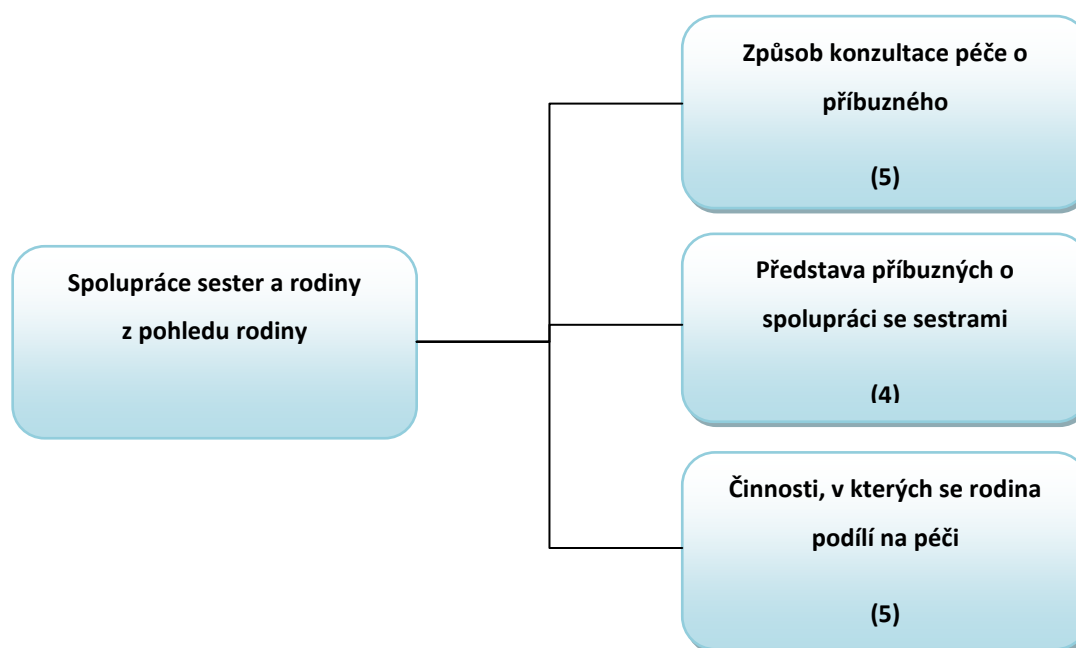 Způsob konzultace péče o
příbuzného
(5)
Spolupráce sester a rodiny
z pohledu rodiny
Představa příbuzných o
spolupráci se sestrami
(4)
Činnosti, v kterých se rodina
podílí na péči
(5)